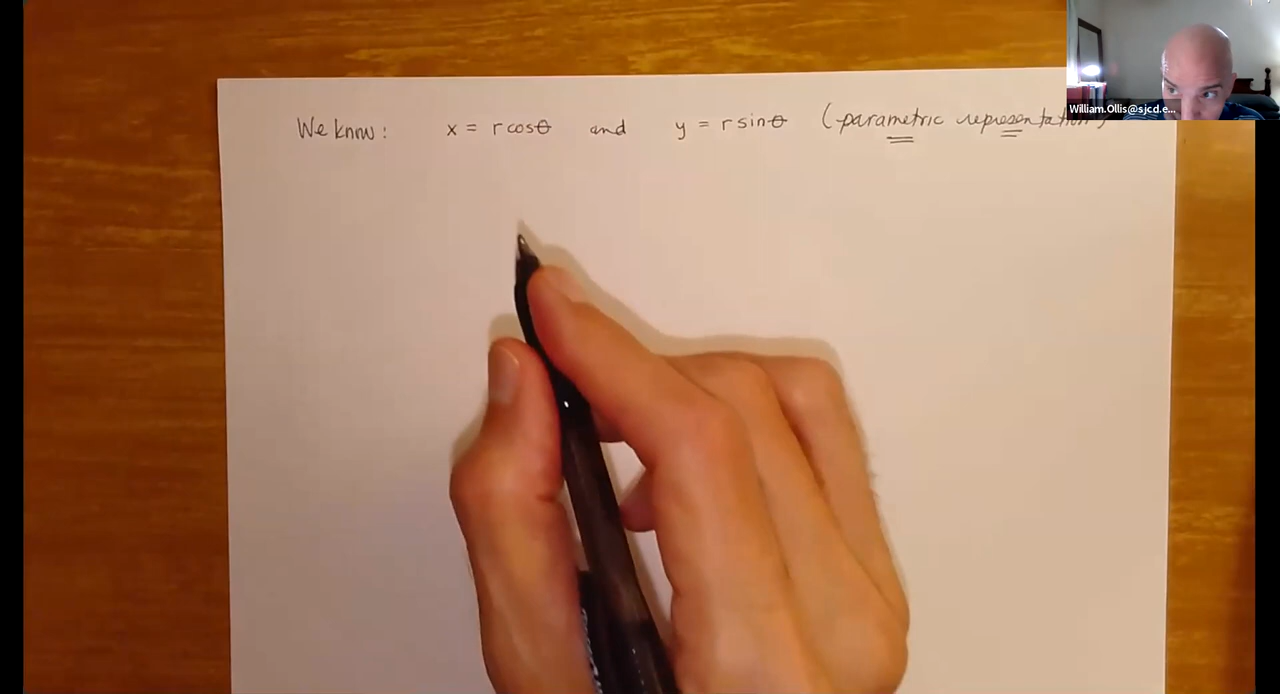 We know: x = r cosθ and y = r sinθ (parametric representation)
William.Ollis@sjcd.e...